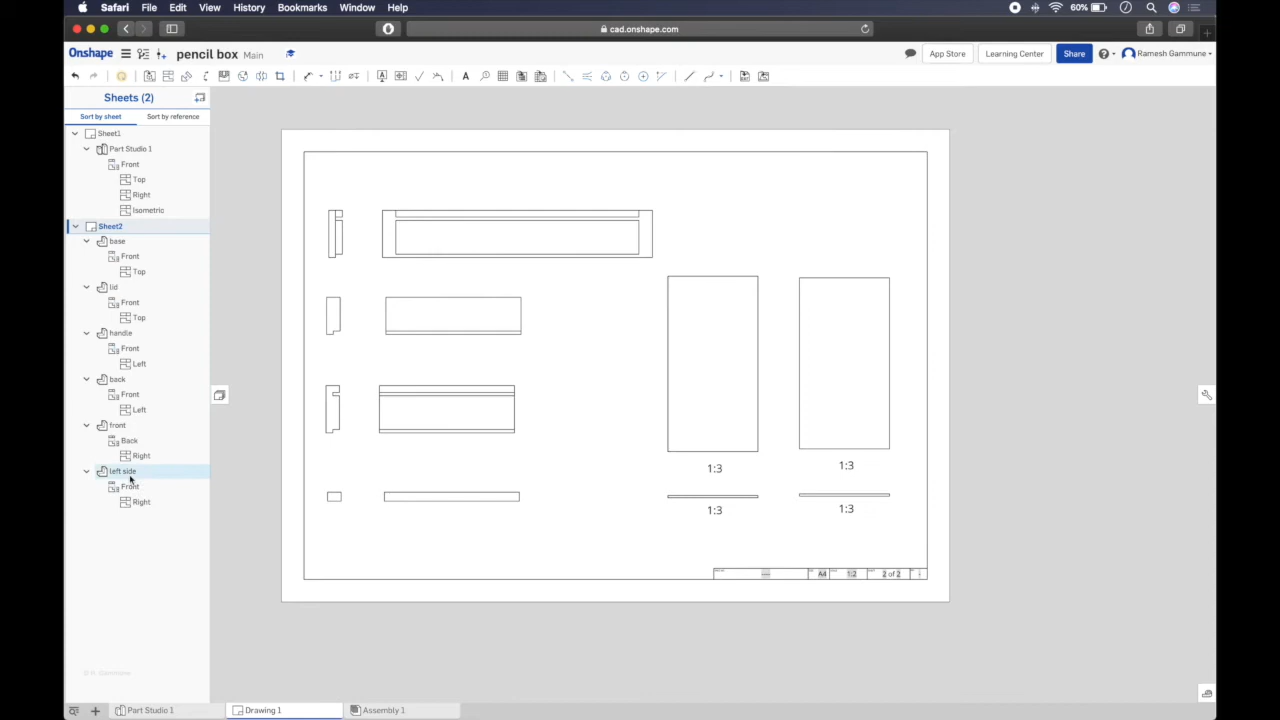 Safari File Edit View History Bookmarks Window Help 60%
cad.onshape.com
Onshape pencil box Main App Store Learning Center Share Ramesh Gammune
Sheets (2)
Sort by sheet Sort by reference
Sheet1
Part Studio 1
Front
Top
Right
Isometric
Sheet2
base
Front
Top
lid
Front
Top
handle
Front
Left
back
Front
Left
front
Back
Right
left side
Front
Right
1:3 1:3
1:3 1:3
A4 1:2 2 of 2
Part Studio 1 Drawing 1 Assembly 1